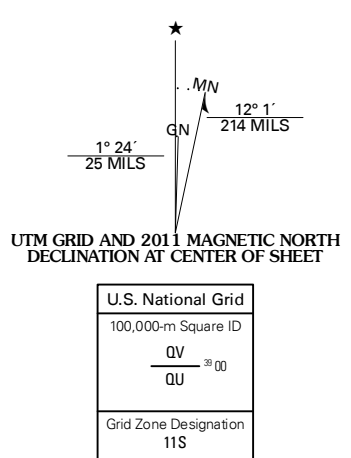 ★
MN
GN
12° 1´
214 MILS
1° 24´
25 MILS
UTM GRID AND 2011 MAGNETIC NORTH
DECLINATION AT CENTER OF SHEET
U.S. National Grid
100,000-m Square ID
QV
39 00
QU
Grid Zone Designation
11S